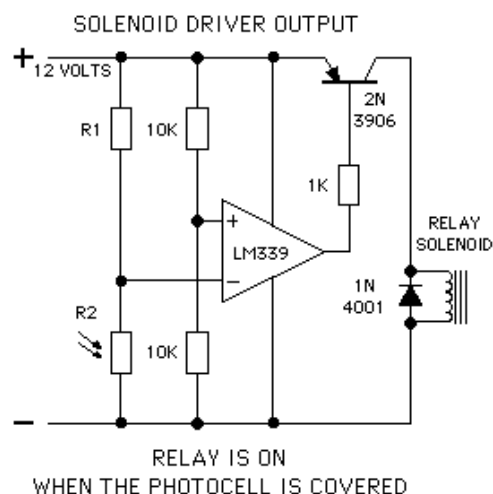 SOLENOID DRIVER OUTPUT
+
12 VOLTS
2N
3906
R1
10K
1K
+
LM339
−
RELAY
SOLENOID
1N
4001
R2
10K
−
RELAY IS ON
WHEN THE PHOTOCELL IS COVERED